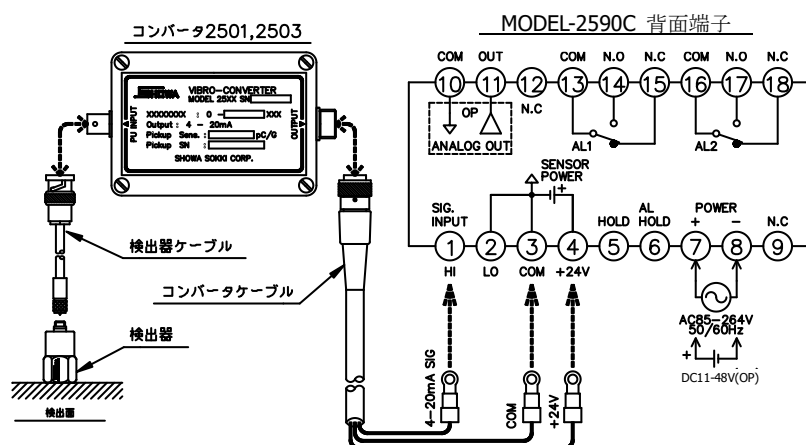 コンバータ2501,2503
SHOWA
VIBRO-CONVERTER
MODEL 25XX SN
XXXXXXXX : 0 - XXX
Output : 4 - 20mA
Pickup Sens. : pC/G
Pickup SN :
SHOWA SOKKI CORP.
PU INPUT
OUTPUT
検出器ケーブル
コンバータケーブル
検出器
検出面
MODEL-2590C 背面端子
COM OUT COM N.O N.C COM N.O N.C
10 11 12 13 14 15 16 17 18
OP N.C
ANALOG OUT
AL1
AL2
SENSOR
POWER
+
SIG.
INPUT
HOLD
AL
HOLD
POWER
+ −
N.C
1 2 3 4 5 6 7 8 9
HI LO COM +24V
AC85-264V
50/60Hz
+
DC11-48V(OP)
4-20mA SIG
COM
+24V